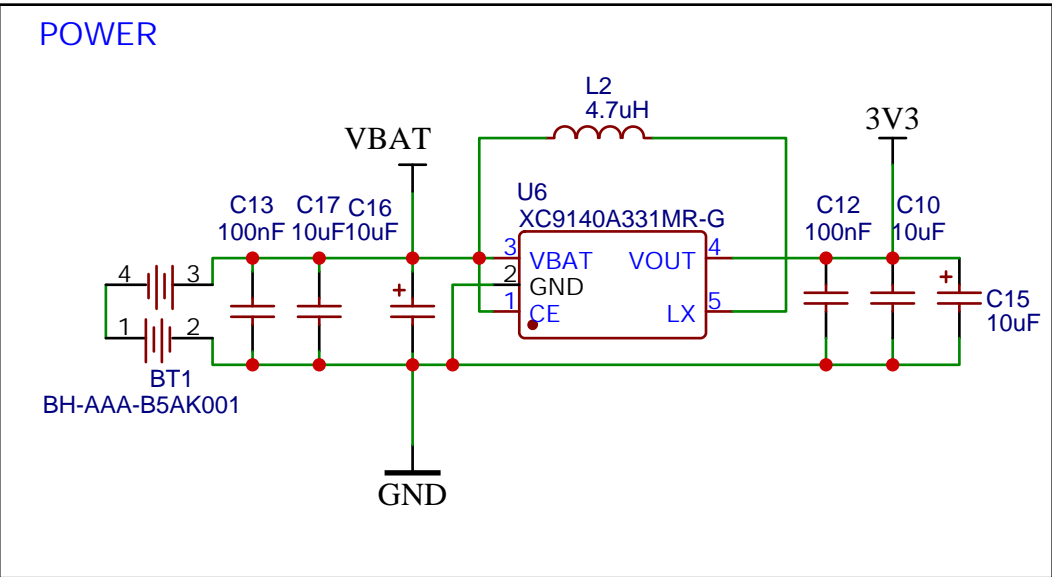 POWER
L2
4.7uH
VBAT
3V3
U6
XC9140A331MR-G
C13
100nF
C17
10uF
C16
10uF
C12
100nF
C10
10uF
3
VBAT
VOUT
4
2
GND
1
CE
LX
5
4
3
1
2
+
+
C15
10uF
BT1
BH-AAA-B5AK001
GND